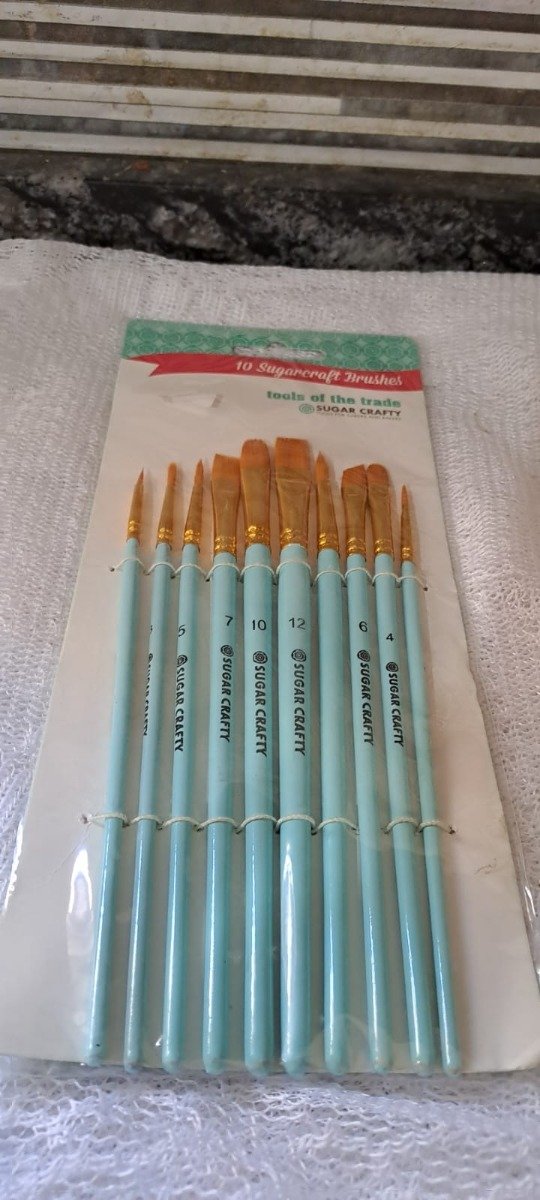 10 Sugarcraft Brushes
tools of the trade
SUGAR CRAFTY
5
SUGAR CRAFTY
7
SUGAR CRAFTY
10
SUGAR CRAFTY
12
SUGAR CRAFTY
6
SUGAR CRAFTY
4
SUGAR CRAFTY